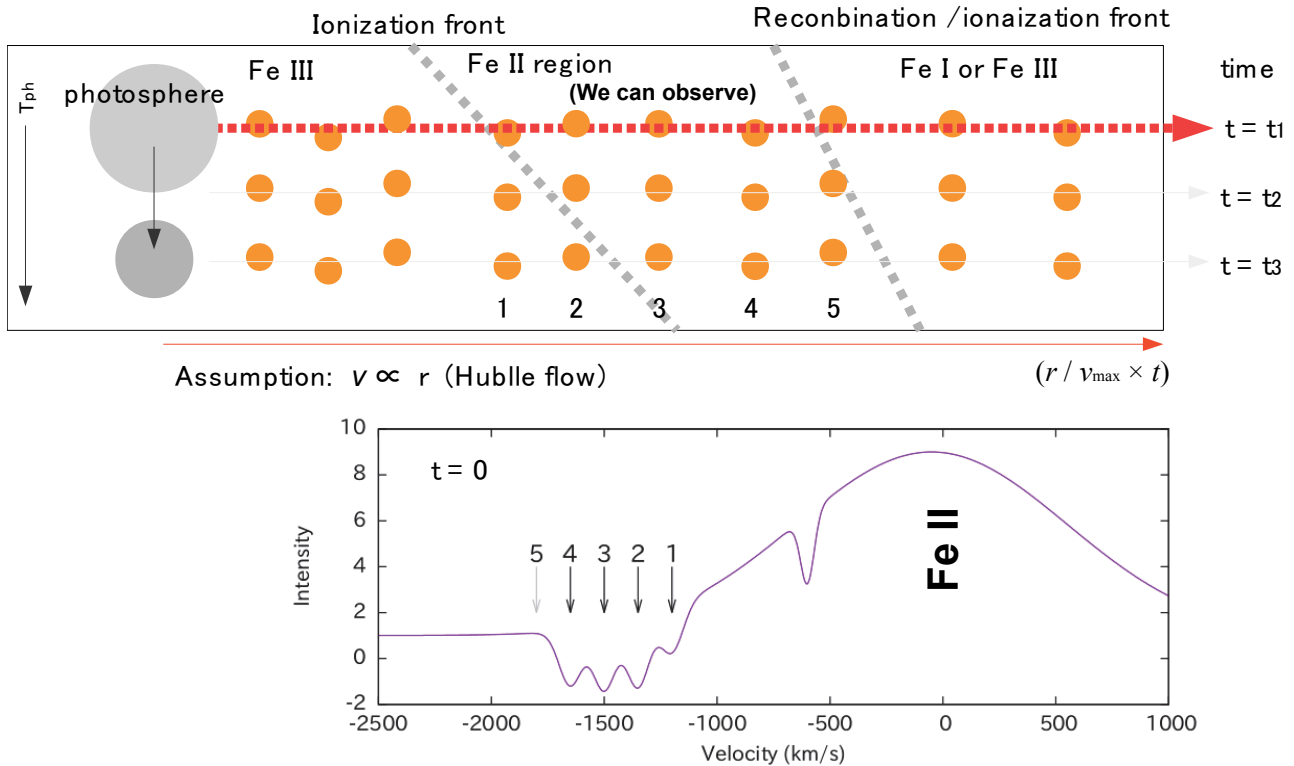 Ionization front
Recombination / ionaization front
Fe III
Fe II region
(We can observe)
Fe I or Fe III
time
photosphere
Tph
t = t1
t = t2
t = t3
1 2 3 4 5
Assumption: v ∝ r (Hublle flow)
(r / vmax × t)
10
8
6
4
2
0
-2
Intensity
t = 0
5 4 3 2 1
Fe II
-2500 -2000 -1500 -1000 -500 0 500 1000
Velocity (km/s)